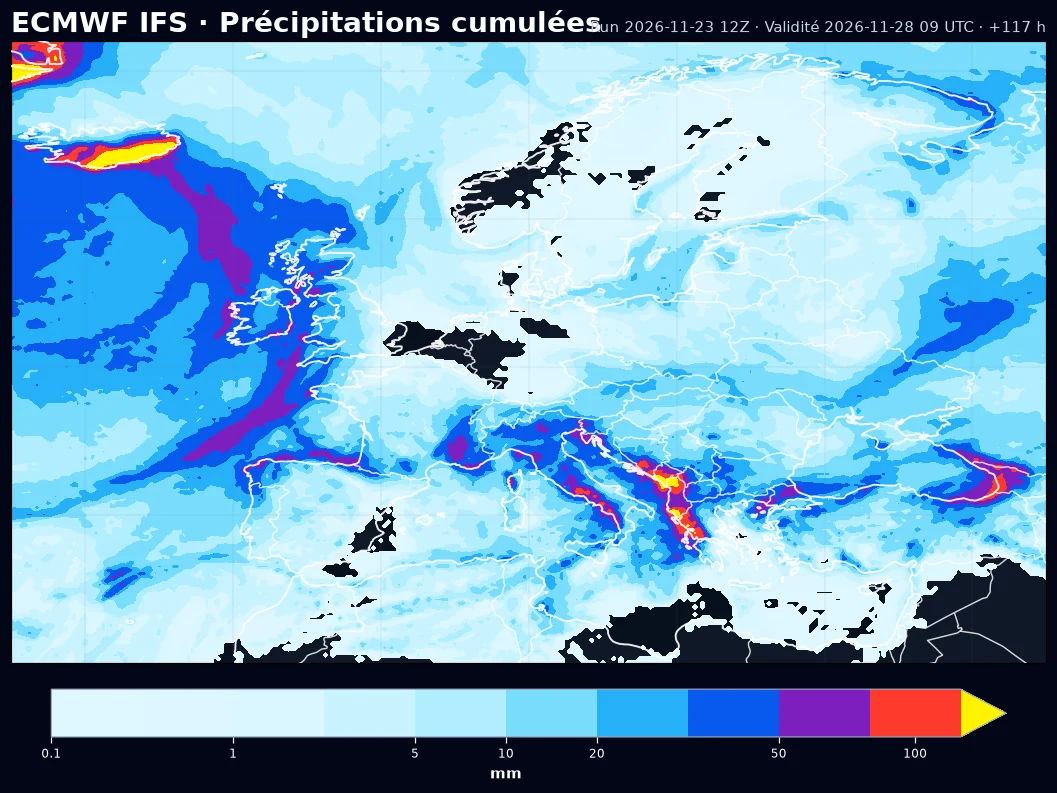 ECMWF IFS · Précipitations cumulées
Run 2026-11-23 12Z · Validité 2026-11-28 09 UTC · +117 h
0.1 1 5 10 20 50 100
mm